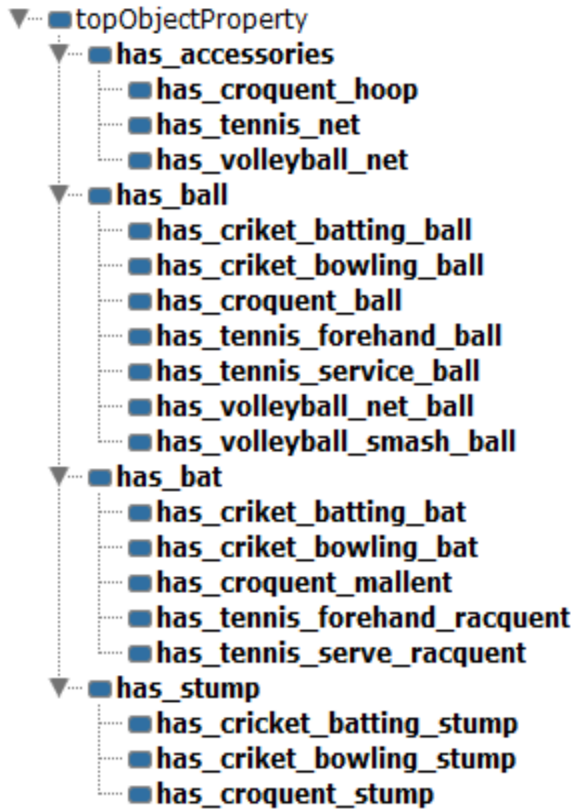 topObjectProperty
has_accessories
has_croquent_hoop
has_tennis_net
has_volleyball_net
has_ball
has_criket_batting_ball
has_criket_bowling_ball
has_croquent_ball
has_tennis_forehand_ball
has_tennis_service_ball
has_volleyball_net_ball
has_volleyball_smash_ball
has_bat
has_criket_batting_bat
has_criket_bowling_bat
has_croquent_mallent
has_tennis_forehand_racquent
has_tennis_serve_racquent
has_stump
has_cricket_batting_stump
has_criket_bowling_stump
has_croquent_stump